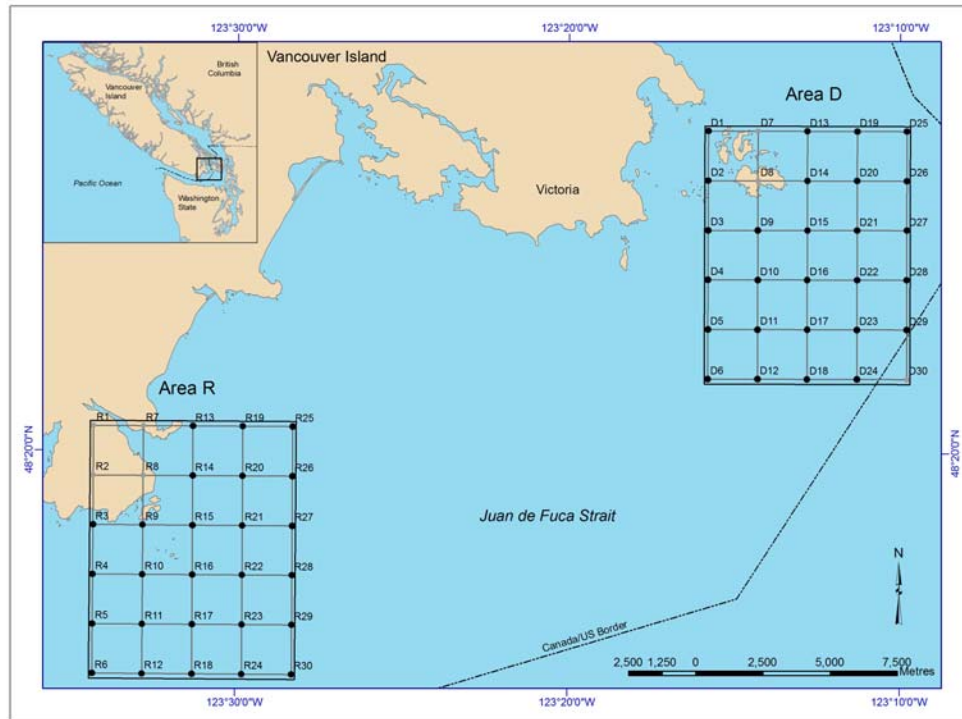 123°30'0"W 123°20'0"W 123°10'0"W
Vancouver Island
British
Columbia
Vancouver
Island
Pacific Ocean
Washington
State
Area D
D1 D7 D13 D19 D25
D2 D8 D14 D20 D26
Victoria
D3 D9 D15 D21 D27
D4 D10 D16 D22 D28
D5 D11 D17 D23 D29
D6 D12 D18 D24 D30
Area R
R1 R7 R13 R19 R25
48°20'0"N 48°20'0"N
R2 R8 R14 R20 R26
R3 R9 R15 R21 R27
Juan de Fuca Strait
R4 R10 R16 R22 R28
N
R5 R11 R17 R23 R29
Canada/US Border
R6 R12 R18 R24 R30
2,500 1,250 0 2,500 5,000 7,500
Metres
123°30'0"W 123°20'0"W 123°10'0"W